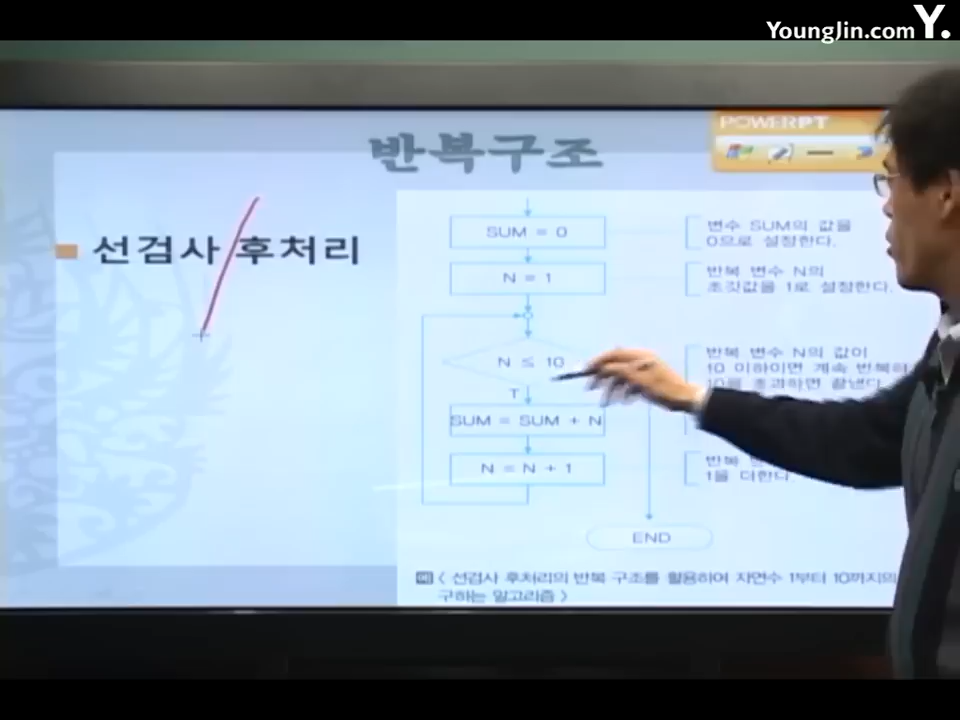 YoungJin.com Y.
POWERPT
반복구조
선검사 후처리
SUM = 0
변수 SUM의 값을
0으로 설정한다.
N = 1
반복 변수 N의
초깃값을 1로 설정한다.
N ≤ 10
반복 변수 N의 값이
10 이하이면 계속 반복하
10을 초과하면 끝낸다.
T
SUM = SUM + N
N = N + 1
반복
1을 더한다.
END
예 < 선검사 후처리의 반복 구조를 활용하여 자연수 1부터 10까지의
구하는 알고리즘 >